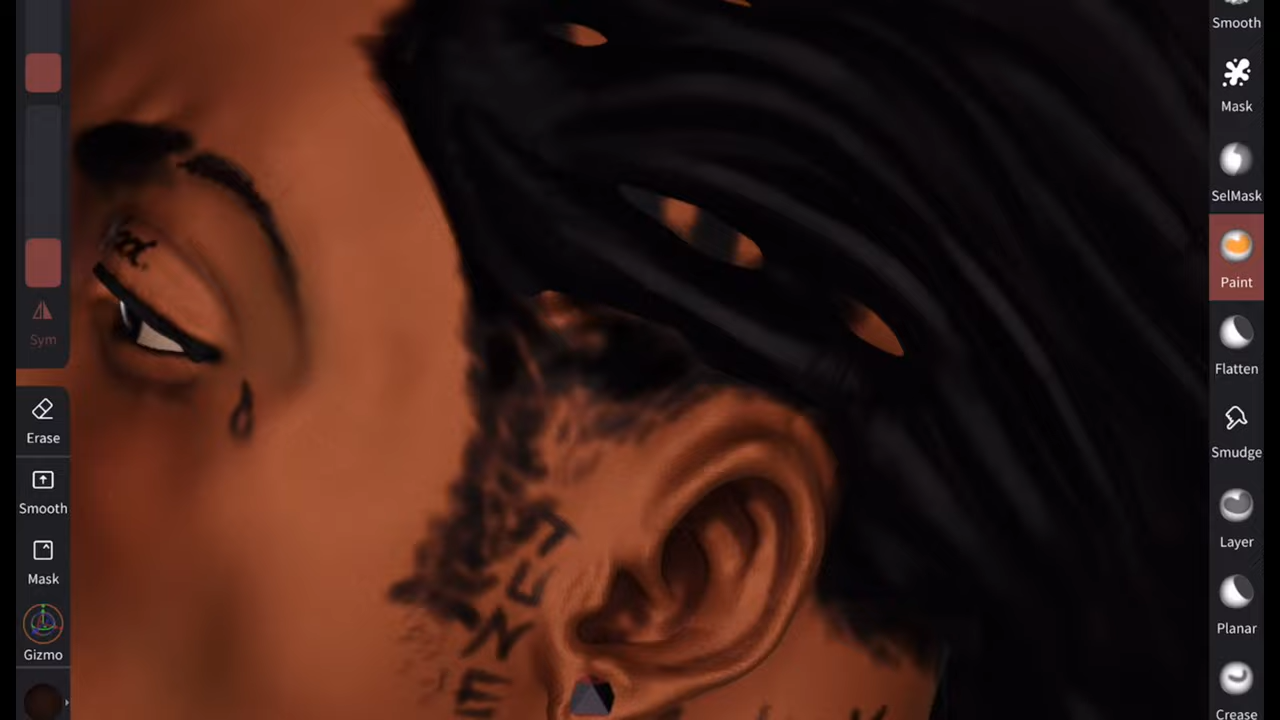 Smooth
Mask
SelMask
Paint
Flatten
Smudge
Layer
Planar
Crease
Sym
Erase
Smooth
Mask
Gizmo